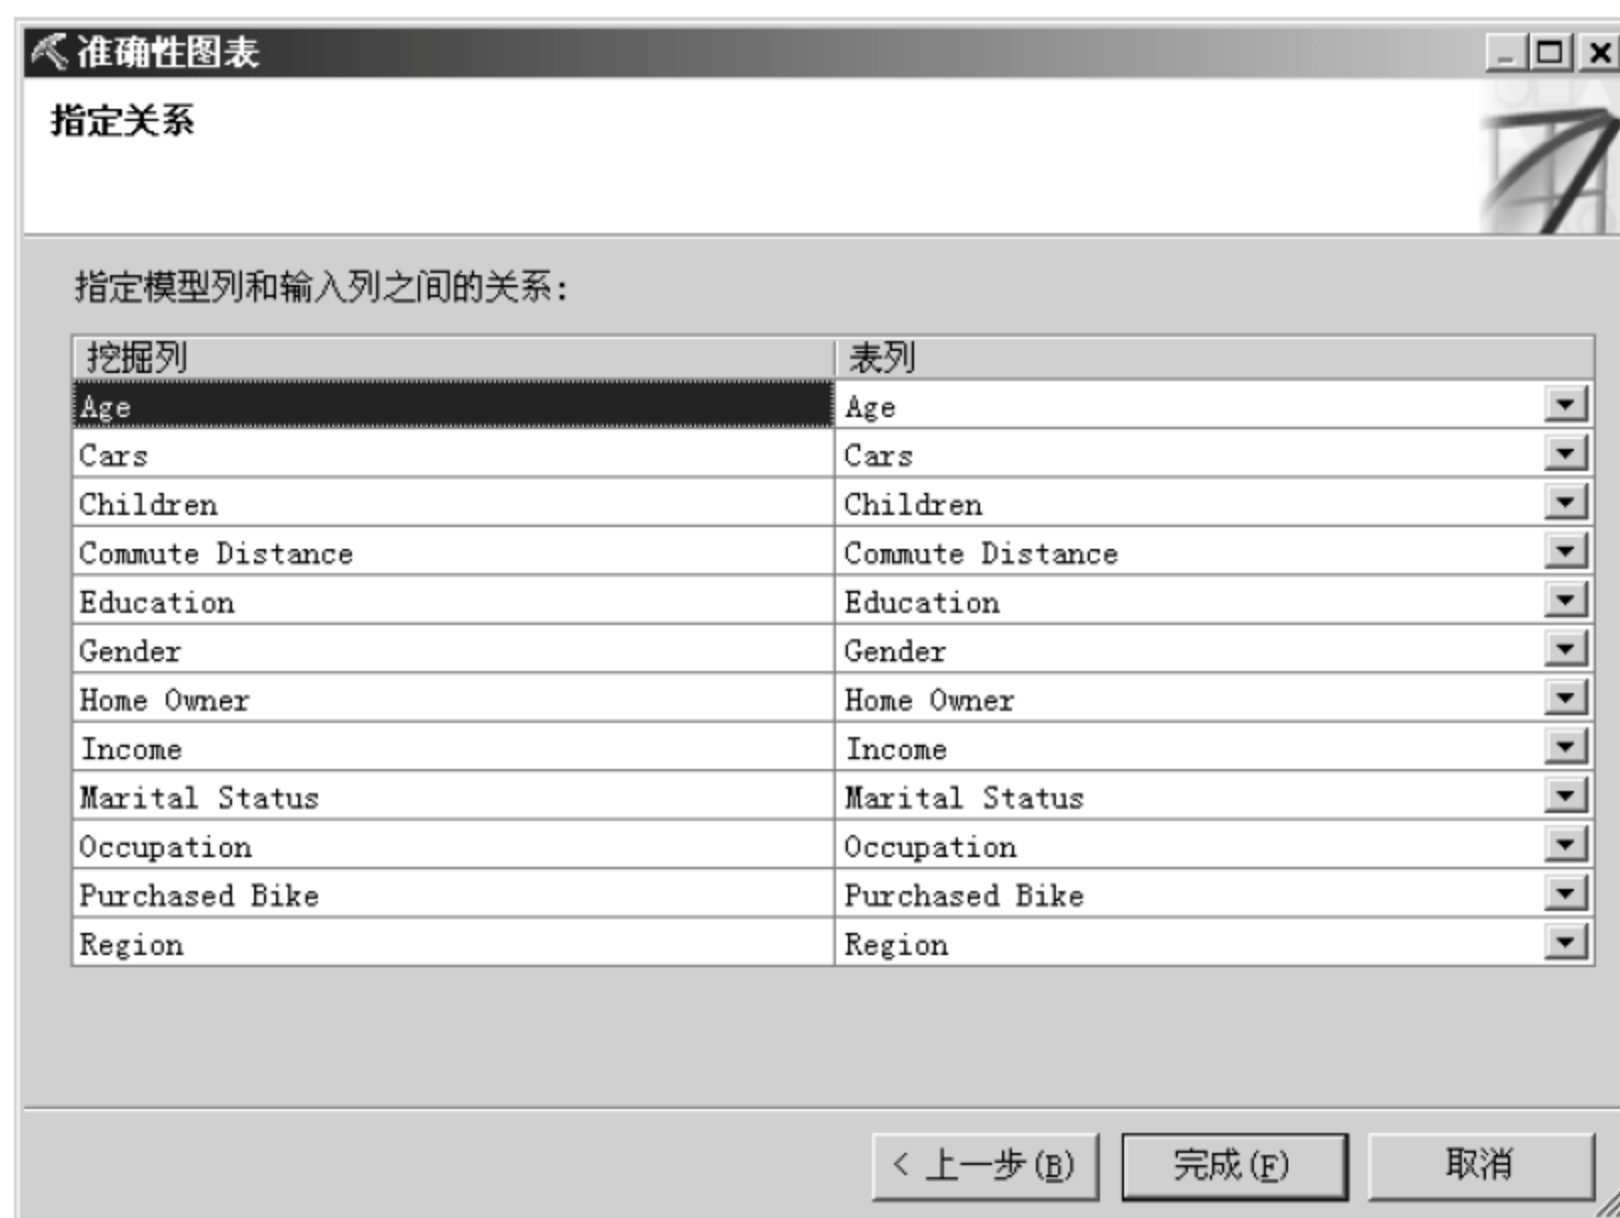 准确性图表
指定关系
指定模型列和输入列之间的关系:
挖掘列 表列
Age Age
Cars Cars
Children Children
Commute Distance Commute Distance
Education Education
Gender Gender
Home Owner Home Owner
Income Income
Marital Status Marital Status
Occupation Occupation
Purchased Bike Purchased Bike
Region Region
< 上一步(B) 完成(F) 取消